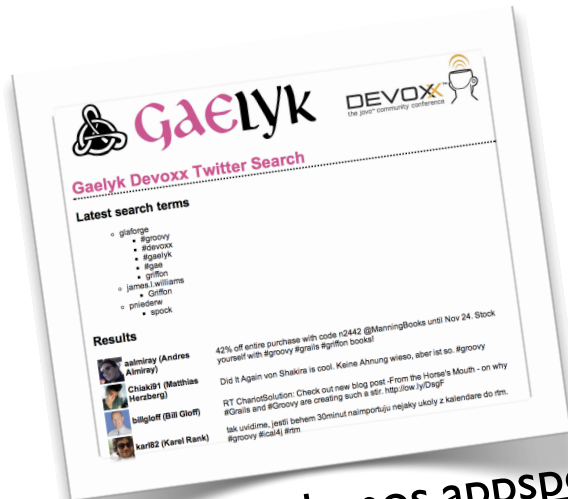 GAELYK
DEVOXX™
the java™ community conference
Gaelyk Devoxx Twitter Search
Latest search terms
glaforge
#groovy
#devoxx
#gaelyk
#gae
griffon
james.l.williams
Griffon
pniederw
spock
Results
aalmiray (Andres Almiray)
42% off entire purchase with code n2442 @ManningBooks until Nov 24. Stock
yourself with #groovy #grails #griffon books!
Chiaki91 (Matthias Herzberg)
Did It Again von Shakira is cool. Keine Ahnung wieso, aber ist so. #groovy
billgloff (Bill Gloff)
RT ChariotSolution: Check out new blog post -From the Horse's Mouth - on why
#Grails and #Groovy are creating such a stir. http://ow.ly/DsgF
karl82 (Karel Rank)
tak uvidime, jestli behem 30minut naimportuju nejaky ukoly z kalendare do rtm.
#groovy #ical4j #rtm